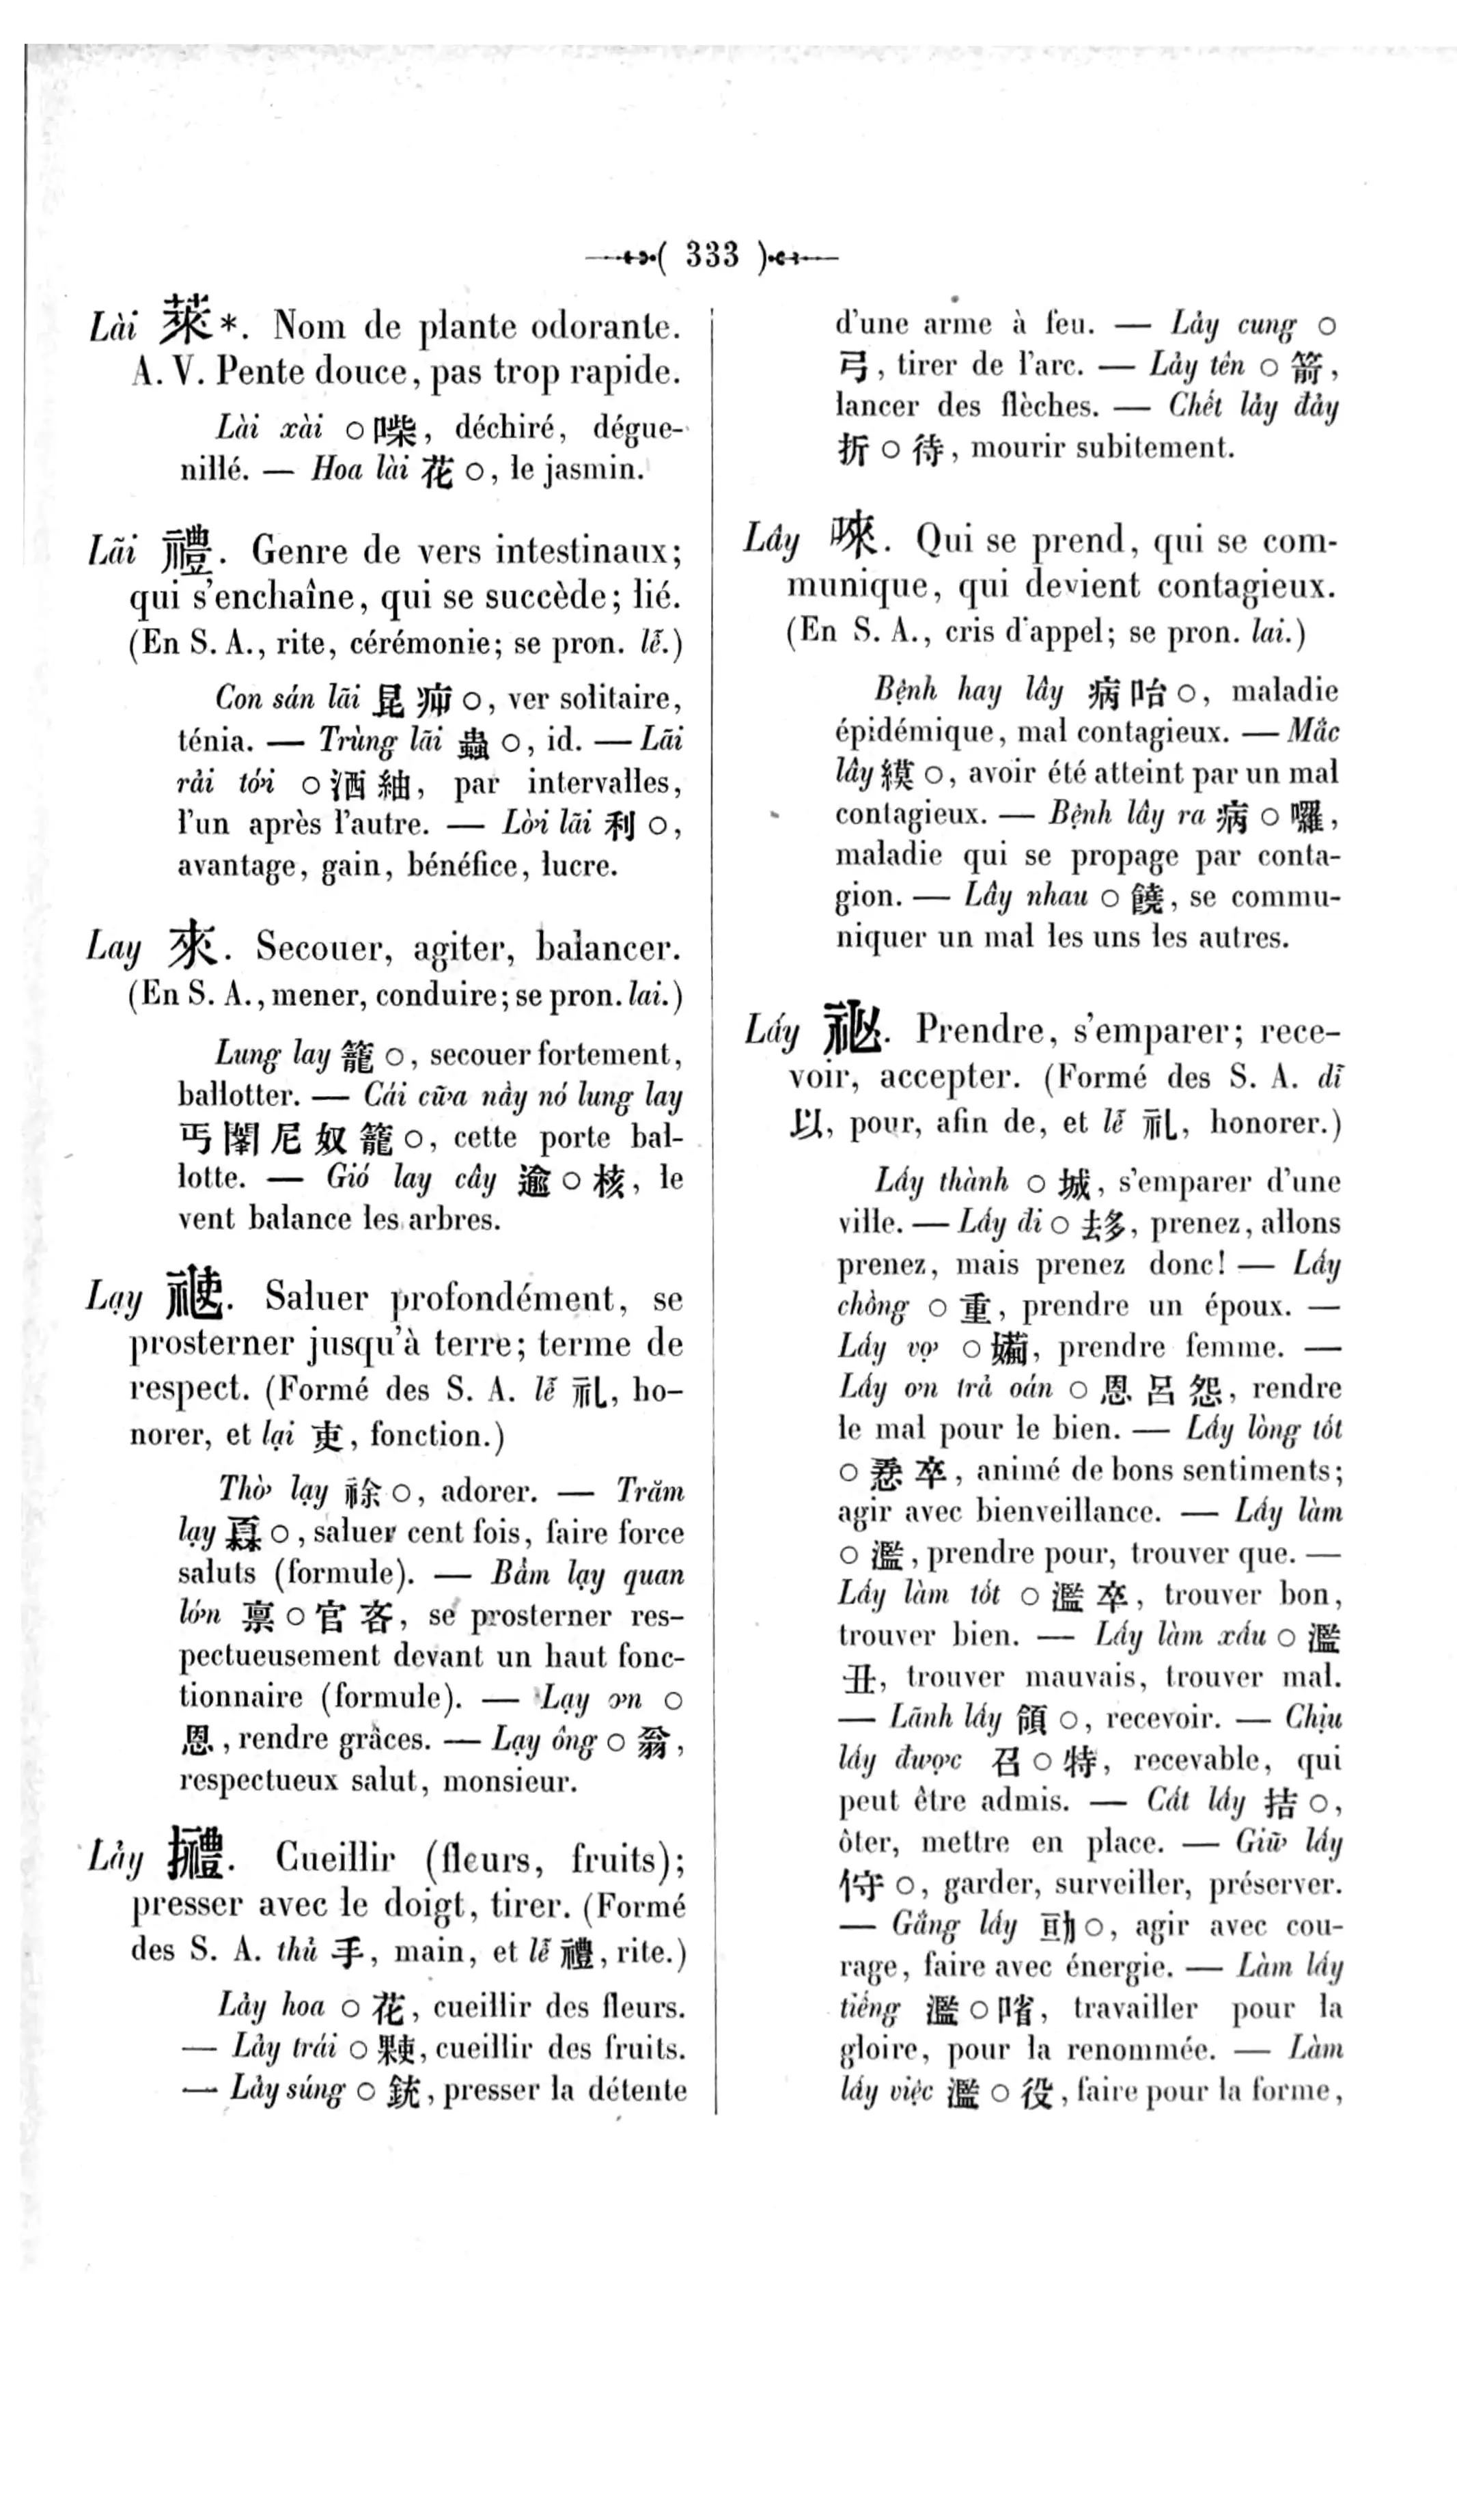 ( 333 )
Lài 萊*. Nom de plante odorante.
A. V. Pente douce, pas trop rapide.
Lài xài ○ 喍, déchiré, dégue-
nillé. — Hoa lài 花 ○, le jasmin.
Lãi 禮. Genre de vers intestinaux;
qui s'enchaîne, qui se succède; lié.
(En S. A., rite, cérémonie; se pron. lễ.)
Con sán lãi 昆 ○, ver solitaire,
ténia. — Trùng lãi 蟲 ○, id. — Lãi
rải tới ○ 洒 紬, par intervalles,
l'un après l'autre. — Lời lãi 利 ○,
avantage, gain, bénéfice, lucre.
Lay 來. Secouer, agiter, balancer.
(En S. A., mener, conduire; se pron. lai.)
Lung lay 籠 ○, secouer fortement,
ballotter. — Cái cữa này nó lung lay
丐 𨷯 尼 奴 籠 ○, cette porte bal-
lotte. — Gió lay cây 逾 ○ 核, le
vent balance les arbres.
Lạy. Saluer profondément, se
prosterner jusqu'à terre; terme de
respect. (Formé des S. A. lễ 礼, ho-
norer, et lại 吏, fonction.)
Thờ lạy 𥙩 ○, adorer. — Trăm
lạy ○, saluer cent fois, faire force
saluts (formule). — Bẩm lạy quan
lớn 禀 ○ 官 吝, se prosterner res-
pectueusement devant un haut fonc-
tionnaire (formule). — Lạy ơn ○
恩, rendre grâces. — Lạy ông ○ 翁,
respectueux salut, monsieur.
Lảy. Cueillir (fleurs, fruits);
presser avec le doigt, tirer. (Formé
des S. A. thủ 手, main, et lễ 禮, rite.)
Lảy hoa ○ 花, cueillir des fleurs.
— Lảy trái ○, cueillir des fruits.
— Lảy súng ○ 銃, presser la détente
d'une arme à feu. — Lảy cung ○
弓, tirer de l'arc. — Lảy tên ○ 箭,
lancer des flèches. — Chết lảy đảy
折 ○ 待, mourir subitement.
Lây 唻. Qui se prend, qui se com-
munique, qui devient contagieux.
(En S. A., cris d'appel; se pron. lai.)
Bệnh hay lây 病 咍 ○, maladie
épidémique, mal contagieux. — Mắc
lây 縸 ○, avoir été atteint par un mal
contagieux. — Bệnh lây ra 病 ○ 囉,
maladie qui se propage par conta-
gion. — Lây nhau ○ 饒, se commu-
niquer un mal les uns les autres.
Lấy. Prendre, s'emparer; rece-
voir, accepter. (Formé des S. A. dĩ
以, pour, afin de, et lễ 礼, honorer.)
Lấy thành ○ 城, s'emparer d'une
ville. — Lấy đi ○ 𠫾, prenez, allons
prenez, mais prenez donc! — Lấy
chồng ○ 重, prendre un époux. —
Lấy vợ ○, prendre femme. —
Lấy ơn trả oán ○ 恩 呂 怨, rendre
le mal pour le bien. — Lấy lòng tốt
○ 卒, animé de bons sentiments;
agir avec bienveillance. — Lấy làm
○ 濫, prendre pour, trouver que. —
Lấy làm tốt ○ 濫 卒, trouver bon,
trouver bien. — Lấy làm xấu ○ 濫
丑, trouver mauvais, trouver mal.
— Lãnh lấy 領 ○, recevoir. — Chịu
lấy được 召 ○ 特, recevable, qui
peut être admis. — Cất lấy 拮 ○,
ôter, mettre en place. — Giữ lấy
㧣 ○, garder, surveiller, préserver.
— Gắng lấy ○, agir avec cou-
rage, faire avec énergie. — Làm lấy
tiếng 濫 ○ 㗂, travailler pour la
gloire, pour la renommée. — Làm
lấy việc 濫 ○ 役, faire pour la forme,